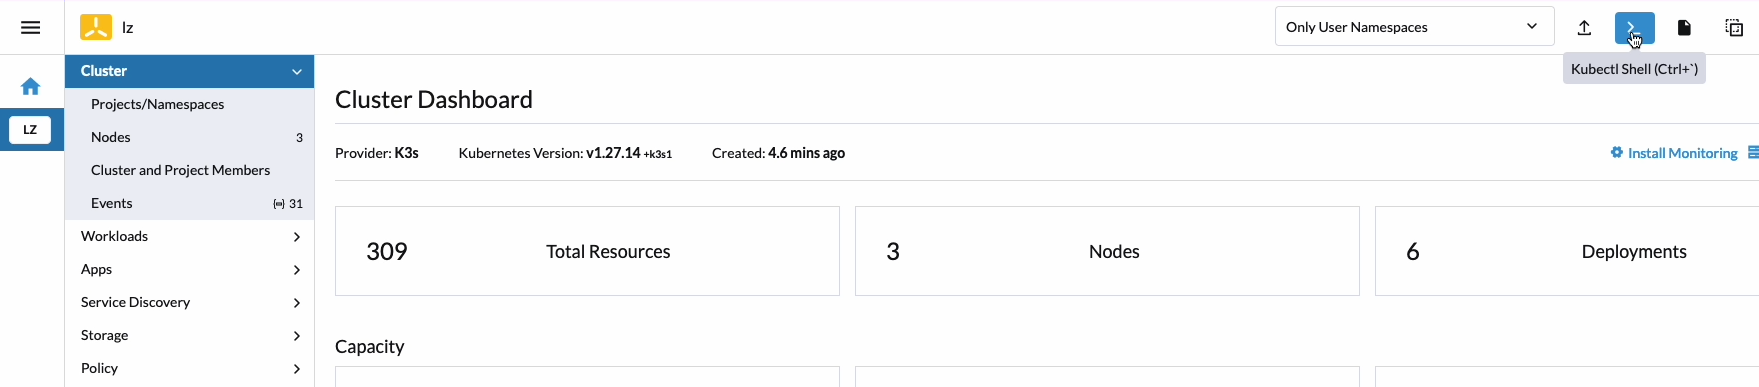 lz
Only User Namespaces
Kubectl Shell (Ctrl+`)
LZ
Cluster
Projects/Namespaces
Nodes 3
Cluster and Project Members
Events 31
Workloads
Apps
Service Discovery
Storage
Policy
Cluster Dashboard
Provider: K3s Kubernetes Version: v1.27.14 +k3s1 Created: 4.6 mins ago
Install Monitoring
309 Total Resources
3 Nodes
6 Deployments
Capacity